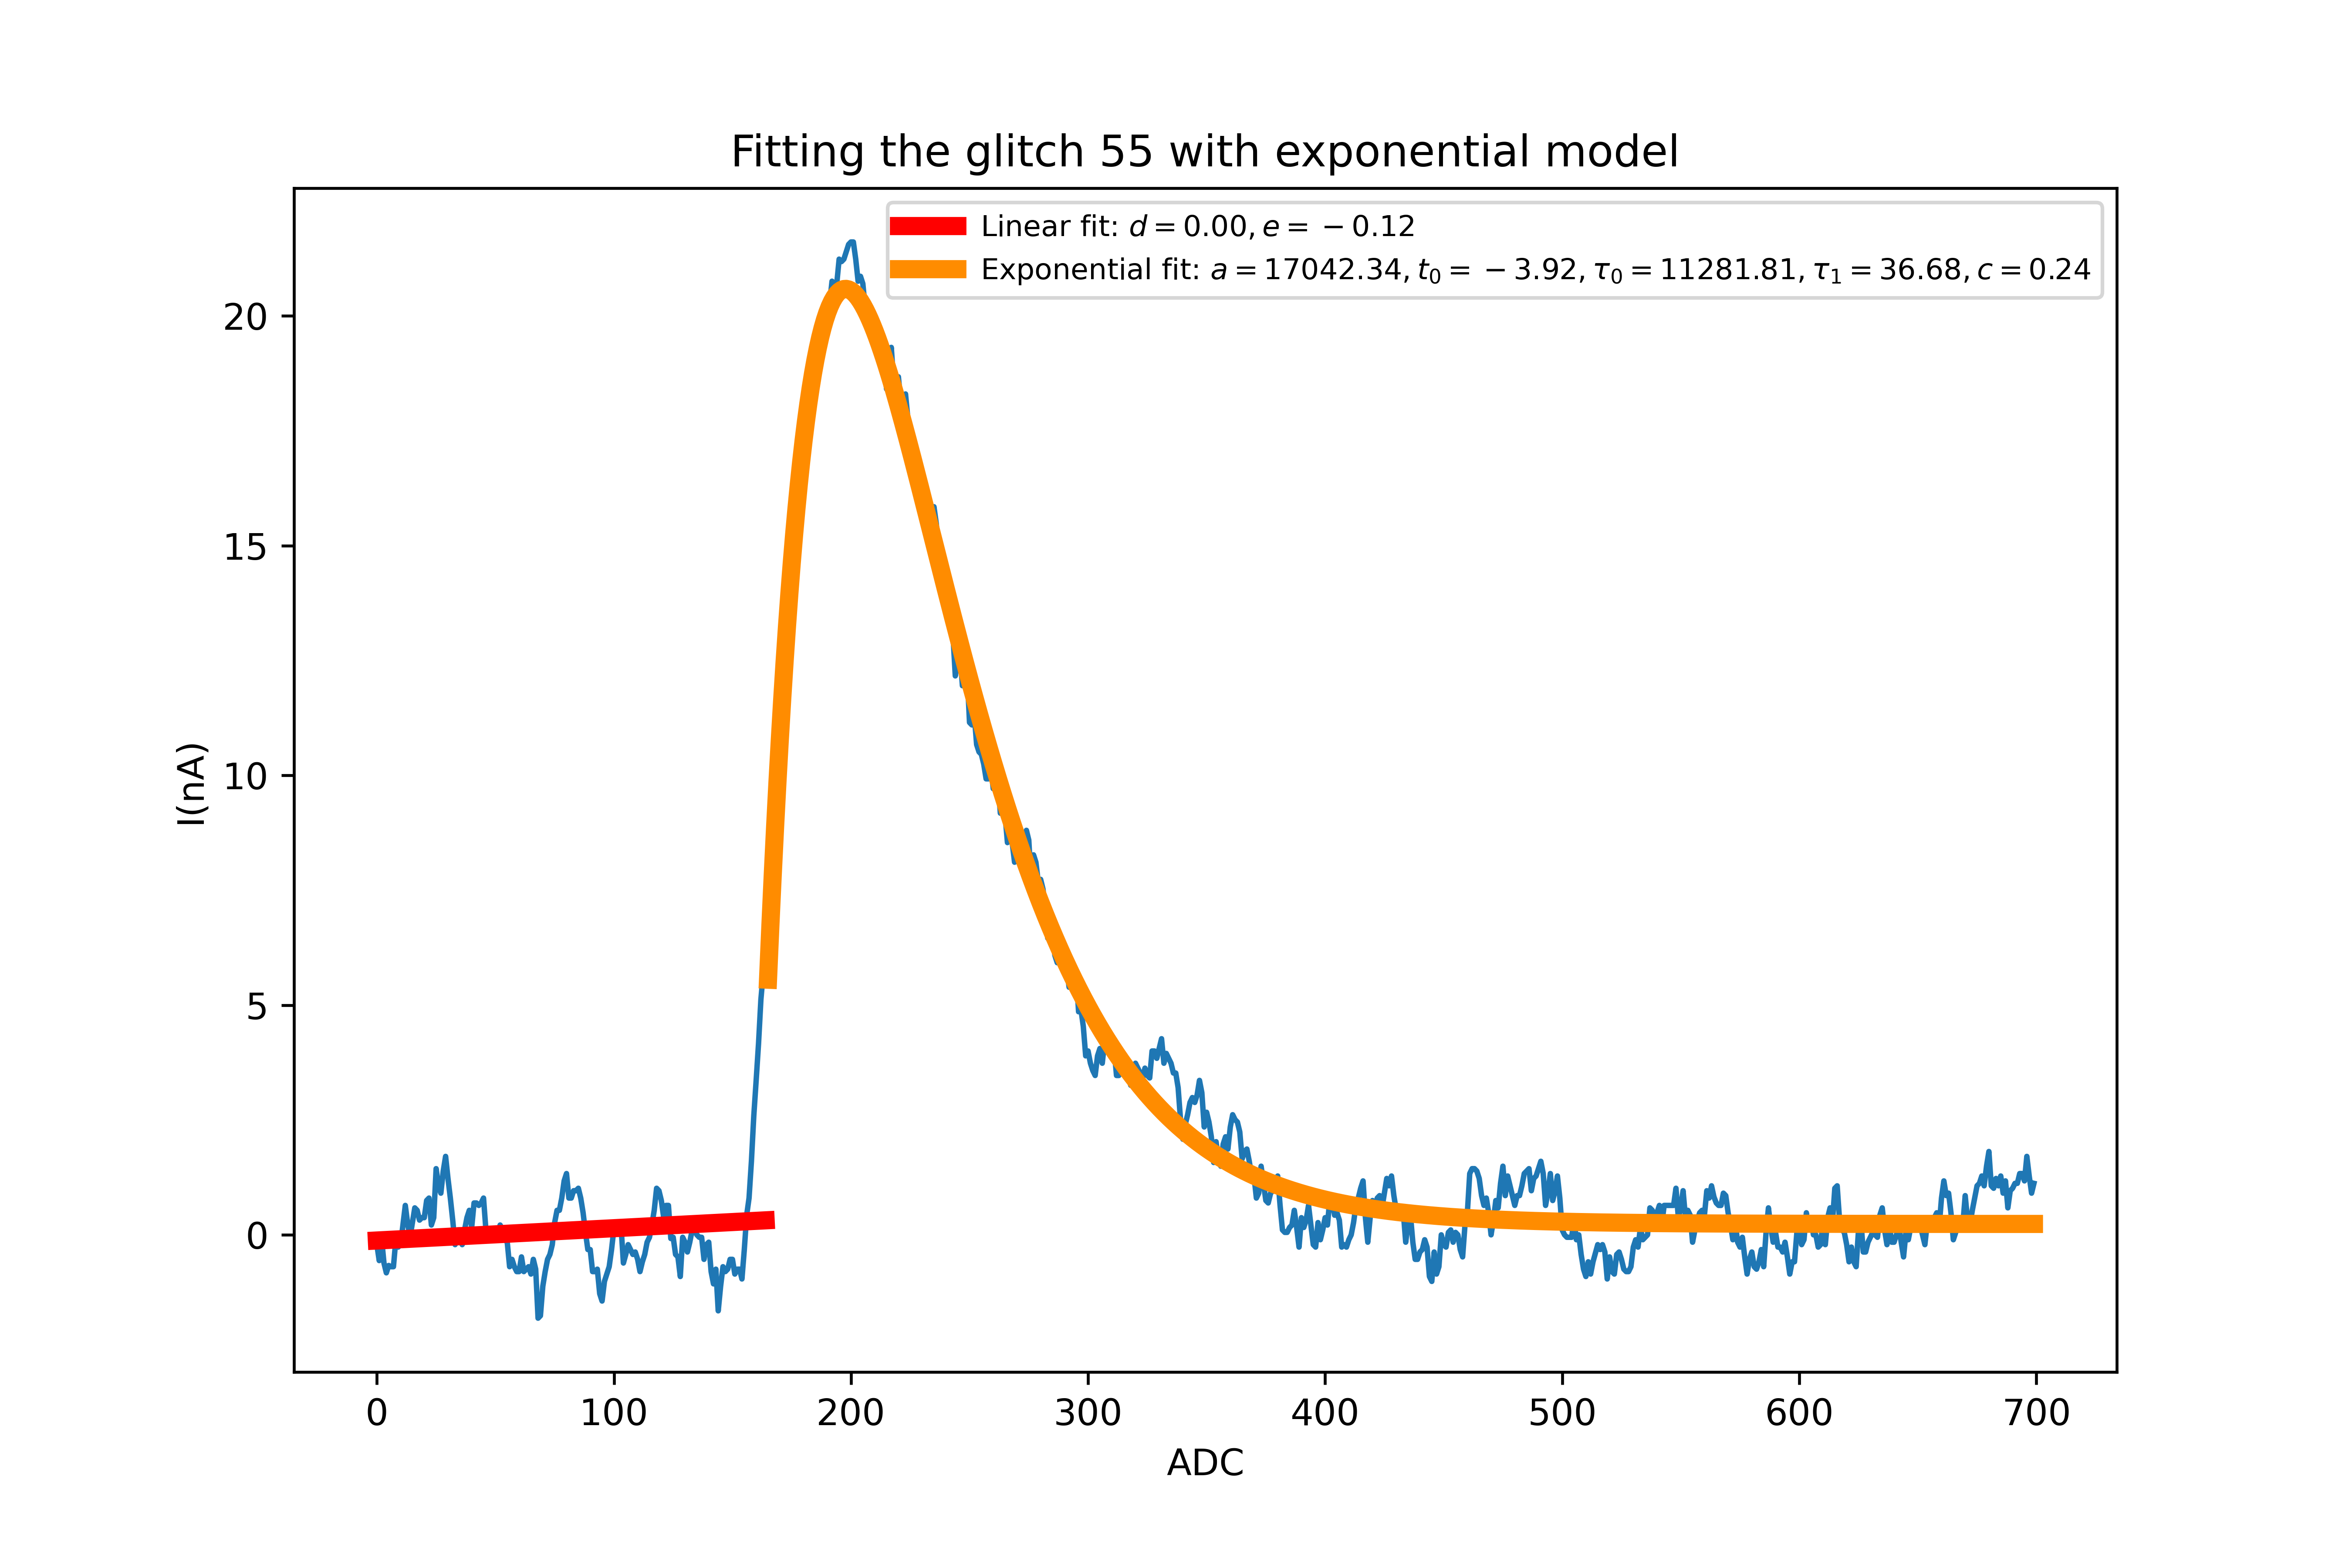 Fitting the glitch 55 with exponential model
Linear fit: d = 0.00, e = −0.12
Exponential fit: a = 17042.34, t₀ = −3.92, τ₀ = 11281.81, τ₁ = 36.68, c = 0.24
20
15
10
5
0
I(nA)
0 100 200 300 400 500 600 700
ADC